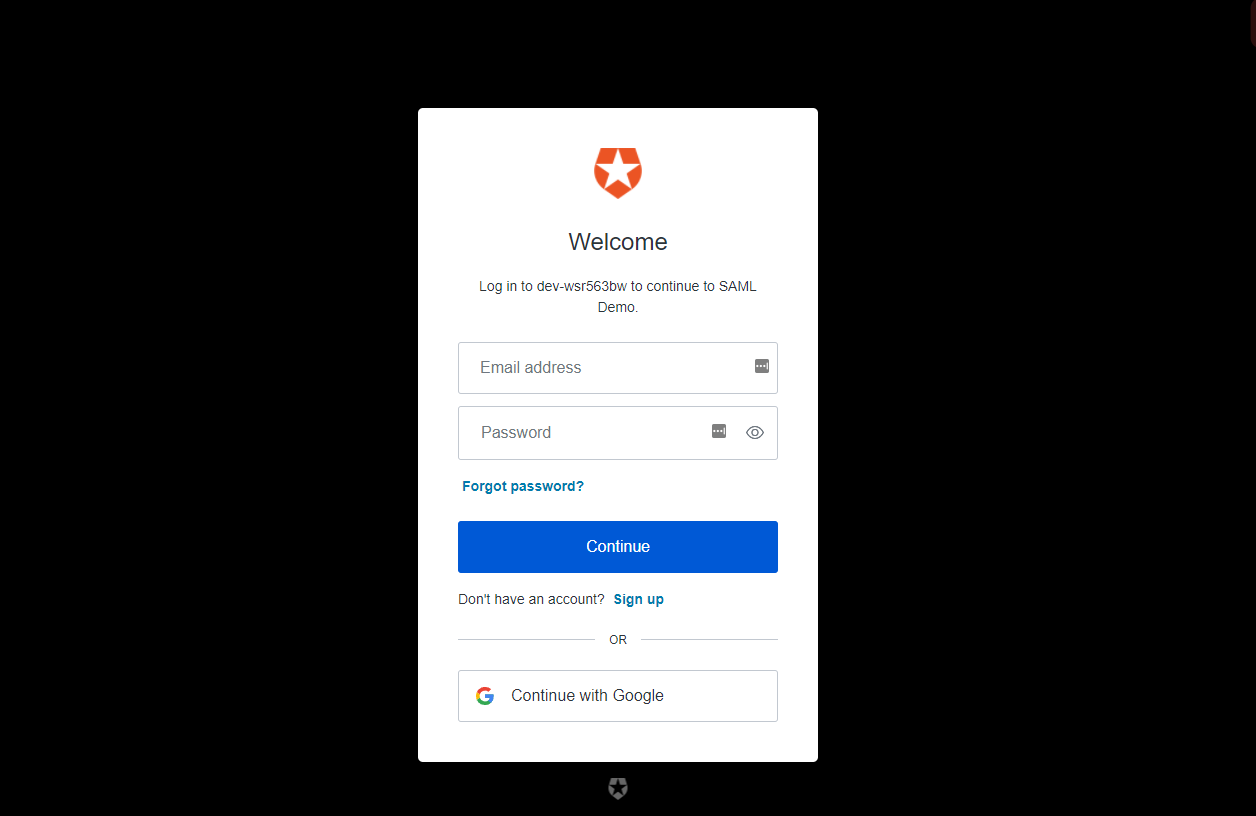 Welcome
Log in to dev-wsr563bw to continue to SAML
Demo.
Email address
Password
Forgot password?
Continue
Don't have an account? Sign up
OR
Continue with Google